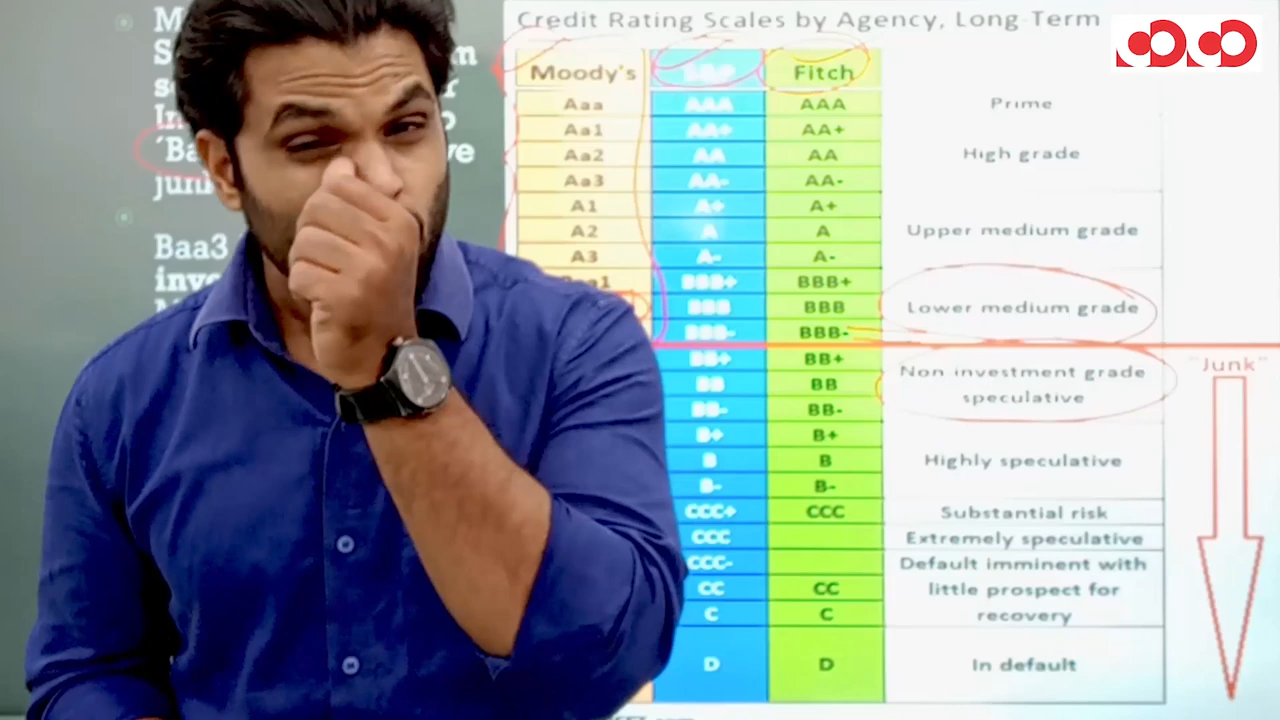 Credit Rating Scales by Agency, Long Term
Moody's Fitch
Aaa AAA AAA Prime
Aa1 AA+ AA+
Aa2 AA AA High grade
Aa3 AA- AA-
A1 A+ A+
A2 A A Upper medium grade
A3 A- A-
BBB+ BBB+
BBB BBB Lower medium grade
BBB- BBB-
BB+ BB+ Non investment grade "Junk"
BB BB speculative
BB- BB-
B+ B+
B B Highly speculative
B- B-
CCC+ CCC Substantial risk
CCC Extremely speculative
CCC- Default imminent with
CC CC little prospect for
C C recovery
D D In default
Baa3